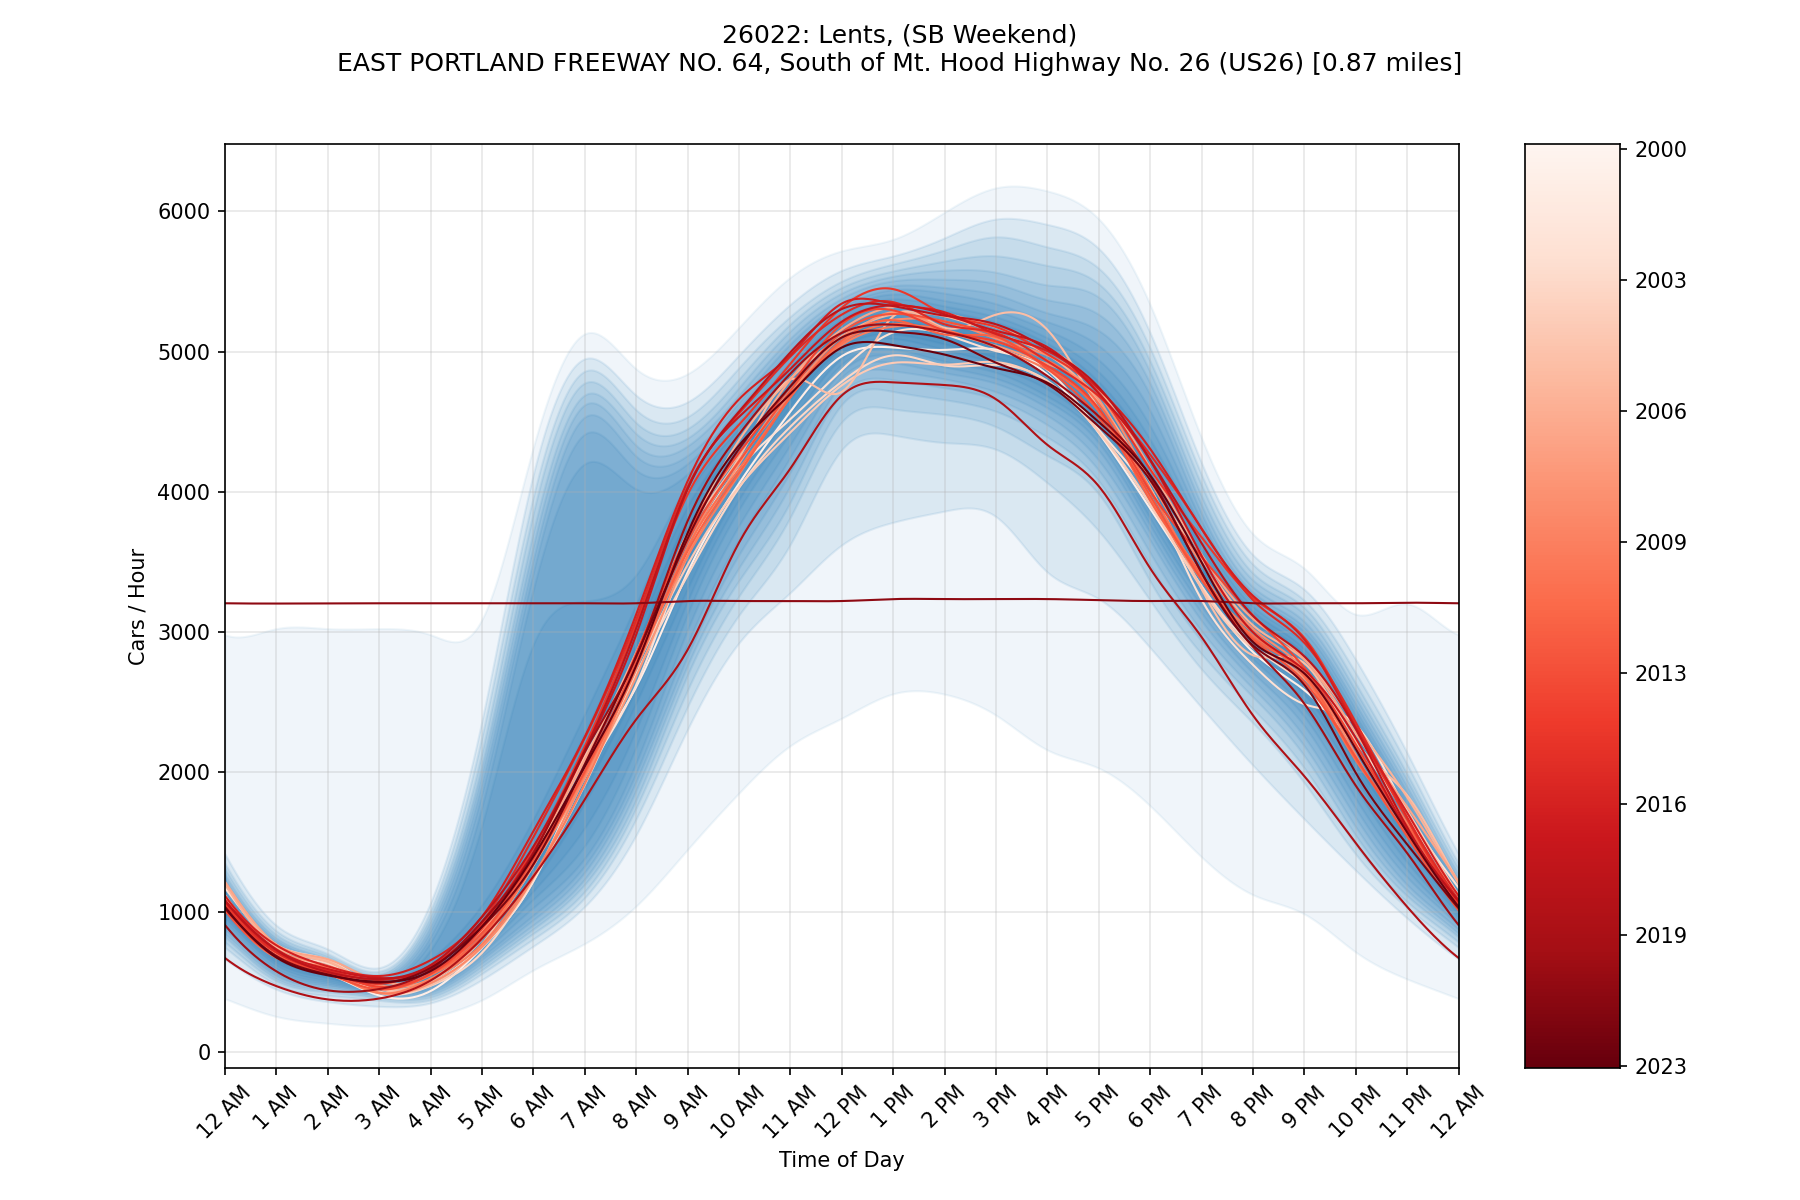 26022: Lents, (SB Weekend)
EAST PORTLAND FREEWAY NO. 64, South of Mt. Hood Highway No. 26 (US26) [0.87 miles]
Cars / Hour
6000
5000
4000
3000
2000
1000
0
12 AM
1 AM
2 AM
3 AM
4 AM
5 AM
6 AM
7 AM
8 AM
9 AM
10 AM
11 AM
12 PM
1 PM
2 PM
3 PM
4 PM
5 PM
6 PM
7 PM
8 PM
9 PM
10 PM
11 PM
12 AM
Time of Day
2000
2003
2006
2009
2013
2016
2019
2023